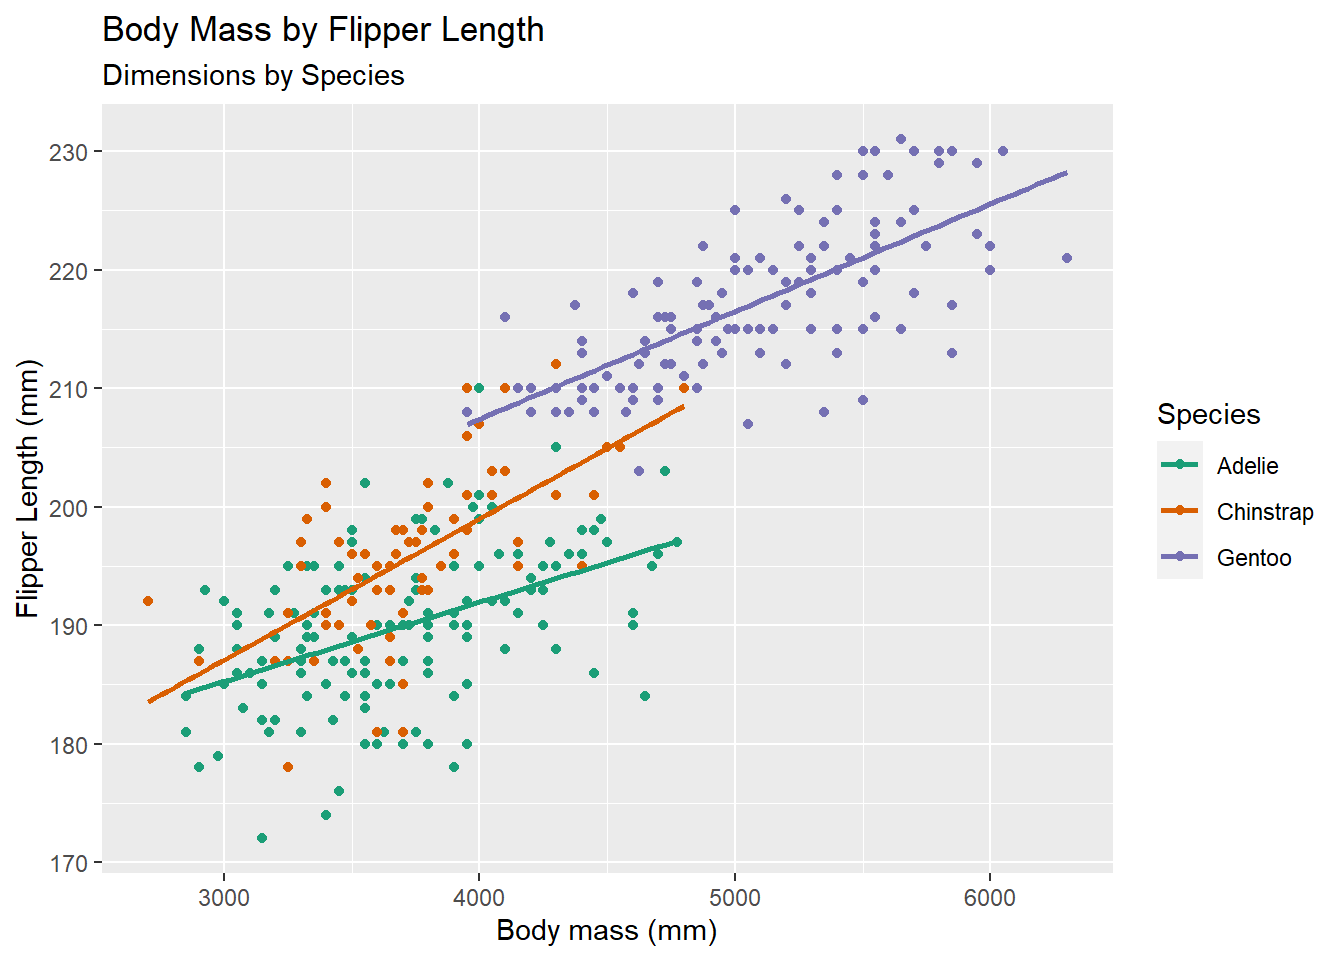 Body Mass by Flipper Length
Dimensions by Species
230
220
210
200
190
180
170
Flipper Length (mm)
3000 4000 5000 6000
Body mass (mm)
Species
Adelie
Chinstrap
Gentoo